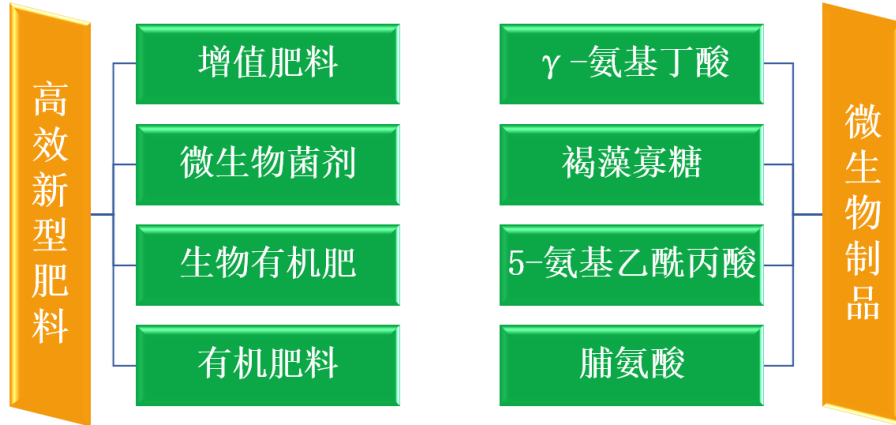 高效新型肥料
增值肥料
微生物菌剂
生物有机肥
有机肥料
γ-氨基丁酸
褐藻寡糖
5-氨基乙酰丙酸
脯氨酸
微生物制品